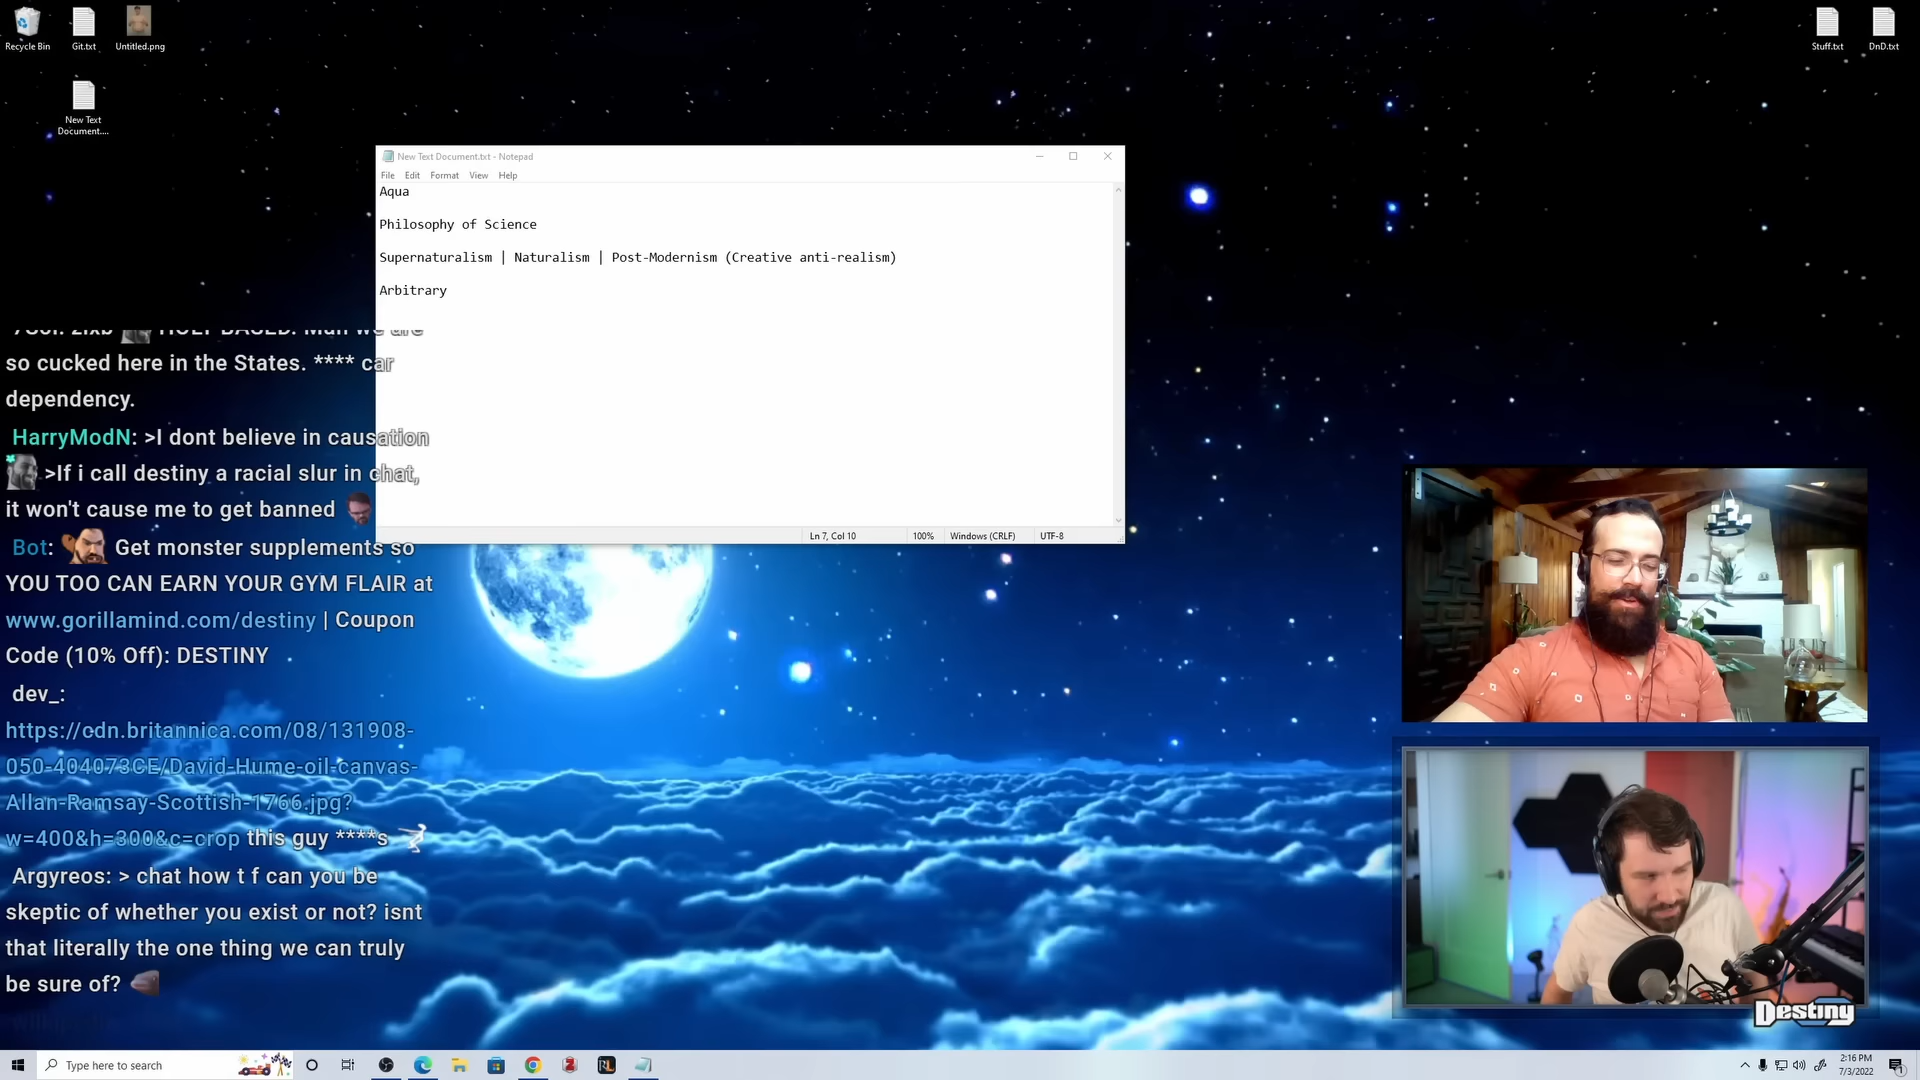 Recycle Bin
Git.txt
Untitled.png
New Text
Document....
Stuff.txt
DnD.txt
New Text Document.txt - Notepad
File Edit Format View Help
Aqua
Philosophy of Science
Supernaturalism | Naturalism | Post-Modernism (Creative anti-realism)
Arbitrary
Ln 7, Col 10
100%
Windows (CRLF)
UTF-8
so cucked here in the States. **** car
dependency.
HarryModN: >I dont believe in causation
>If i call destiny a racial slur in chat,
it won't cause me to get banned
Bot: Get monster supplements so
YOU TOO CAN EARN YOUR GYM FLAIR at
www.gorillamind.com/destiny | Coupon
Code (10% Off): DESTINY
dev_:
https://cdn.britannica.com/08/131908-
050-404073CE/David-Hume-oil-canvas-
Allan-Ramsay-Scottish-1766.jpg?
w=400&h=300&c=crop this guy ****s
Argyreos: > chat how t f can you be
skeptic of whether you exist or not? isnt
that literally the one thing we can truly
be sure of?
Destiny
Type here to search
2:16 PM
7/3/2022